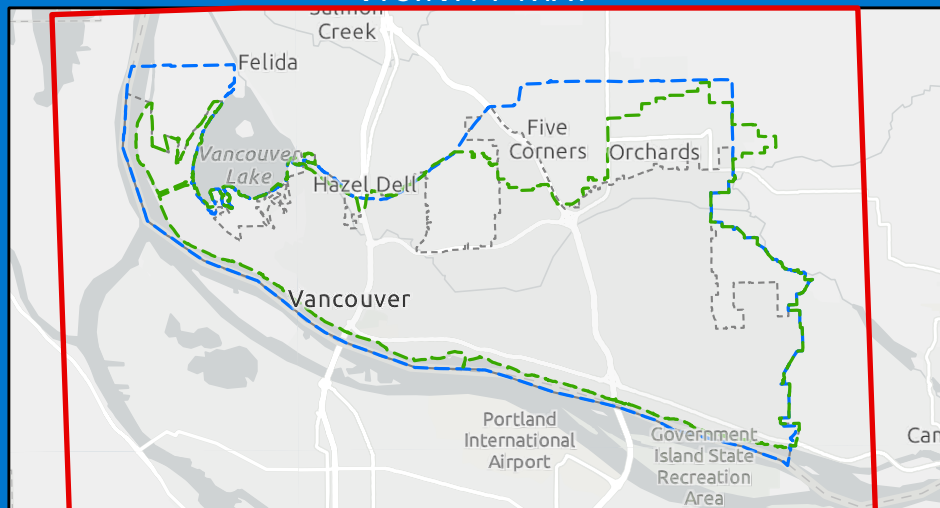 Salmon
Creek
Felida
Five
Corners
Orchards
Vancouver
Lake
Hazel Dell
Vancouver
Portland
International
Airport
Government
Island State
Recreation
Area